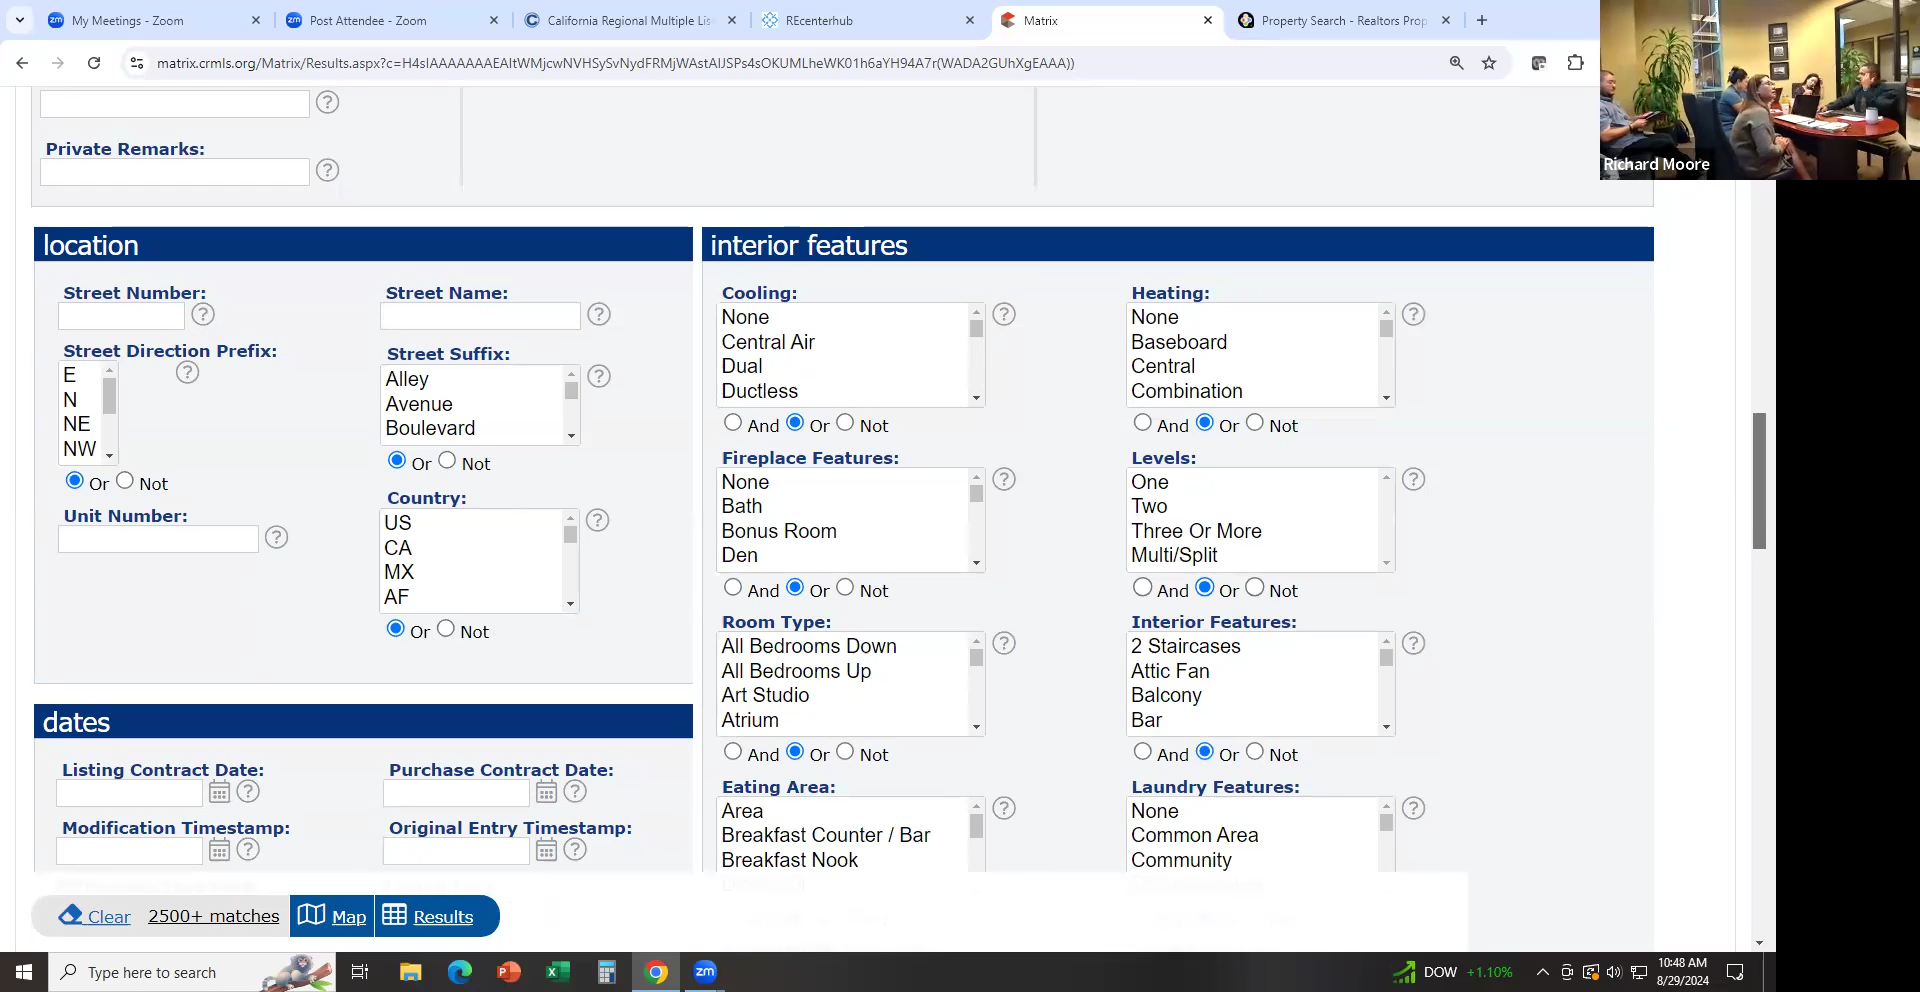 My Meetings - Zoom
Post Attendee - Zoom
California Regional Multiple Lis
REcenterhub
Matrix
Property Search - Realtors Prop
matrix.crmls.org/Matrix/Results.aspx?c=H4sIAAAAAAAEAItWMjcwNVHSySvNydFRMjWAstAlJSPs4sOKUMLheWK01h6aYH94A7r(WADA2GUhXgEAAA))
Richard Moore
Private Remarks:
location
Street Number:
Street Name:
Street Direction Prefix:
E
N
NE
NW
Or Not
Street Suffix:
Alley
Avenue
Boulevard
Or Not
Unit Number:
Country:
US
CA
MX
AF
Or Not
dates
Listing Contract Date:
Purchase Contract Date:
Modification Timestamp:
Original Entry Timestamp:
interior features
Cooling:
None
Central Air
Dual
Ductless
And Or Not
Heating:
None
Baseboard
Central
Combination
And Or Not
Fireplace Features:
None
Bath
Bonus Room
Den
And Or Not
Levels:
One
Two
Three Or More
Multi/Split
And Or Not
Room Type:
All Bedrooms Down
All Bedrooms Up
Art Studio
Atrium
And Or Not
Interior Features:
2 Staircases
Attic Fan
Balcony
Bar
And Or Not
Eating Area:
Area
Breakfast Counter / Bar
Breakfast Nook
Laundry Features:
None
Common Area
Community
Clear
2500+ matches
Map
Results
Type here to search
zm
DOW +1.10%
10:48 AM
8/29/2024